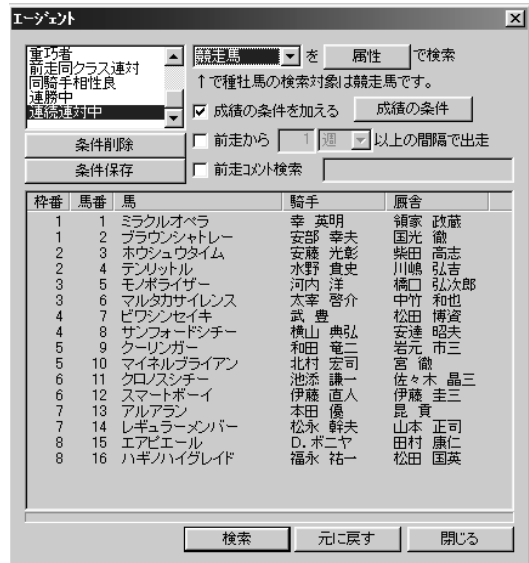 エージェント
重巧者
前走同クラス連対
同騎手相性良
連勝中
連続連対中
競走馬 を 属性 で検索
↑で種牡馬の検索対象は競走馬です。
成績の条件を加える 成績の条件
条件削除
前走から 1 週 以上の間隔で出走
条件保存
前走コメント検索
枠番 馬番 馬 騎手 厩舎
1 1 ミラクルオペラ 幸 英明 領家 政蔵
1 2 ブラウンシャトレー 安部 幸夫 国光 徹
2 3 ホウシュウタイム 安藤 光彰 柴田 高志
2 4 テンリットル 水野 貴史 川嶋 弘吉
3 5 モノポライザー 河内 洋 橋口 弘次郎
3 6 マルタカサイレンス 太宰 啓介 中竹 和也
4 7 ビワシンセイキ 武 豊 松田 博資
4 8 サンフォードシチー 横山 典弘 安達 昭夫
5 9 クーリンガー 和田 竜二 岩元 市三
5 10 マイネルブライアン 北村 宏司 宮 徹
6 11 クロノスシチー 池添 謙一 佐々木 晶三
6 12 スマートボーイ 伊藤 直人 伊藤 圭三
7 13 アルアラン 本田 優 昆 貢
7 14 レギュラーメンバー 松永 幹夫 山本 正司
8 15 エアピエール D.ボニヤ 田村 康仁
8 16 ハギノハイグレイド 福永 祐一 松田 国英
検索 元に戻す 閉じる